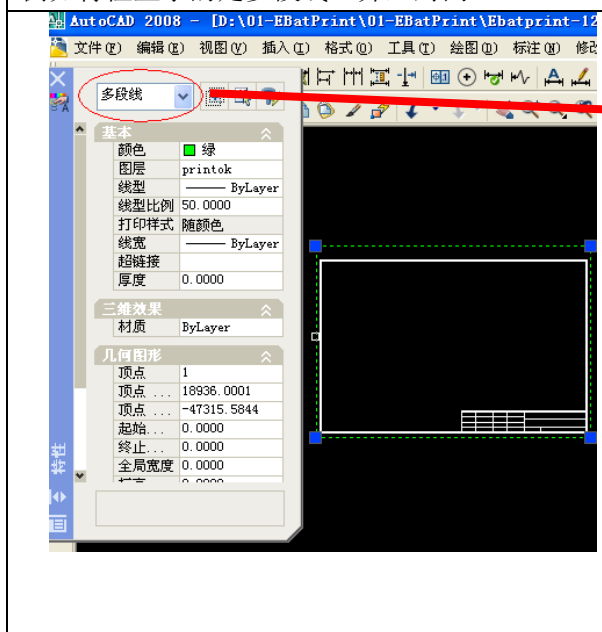 AutoCAD 2008 - [D:\01-EBatPrint\01-EBatPrint\Ebatprint-12
文件(F) 编辑(E) 视图(V) 插入(I) 格式(O) 工具(T) 绘图(D) 标注(N) 修改
多段线
基本
颜色 绿
图层 printok
线型 ByLayer
线型比例 50.0000
打印样式 随颜色
线宽 ByLayer
超链接
厚度 0.0000
三维效果
材质 ByLayer
几何图形
顶点 1
顶点 ... 18936.0001
顶点 ... -47315.5844
起始... 0.0000
终止... 0.0000
全局宽度 0.0000
特性